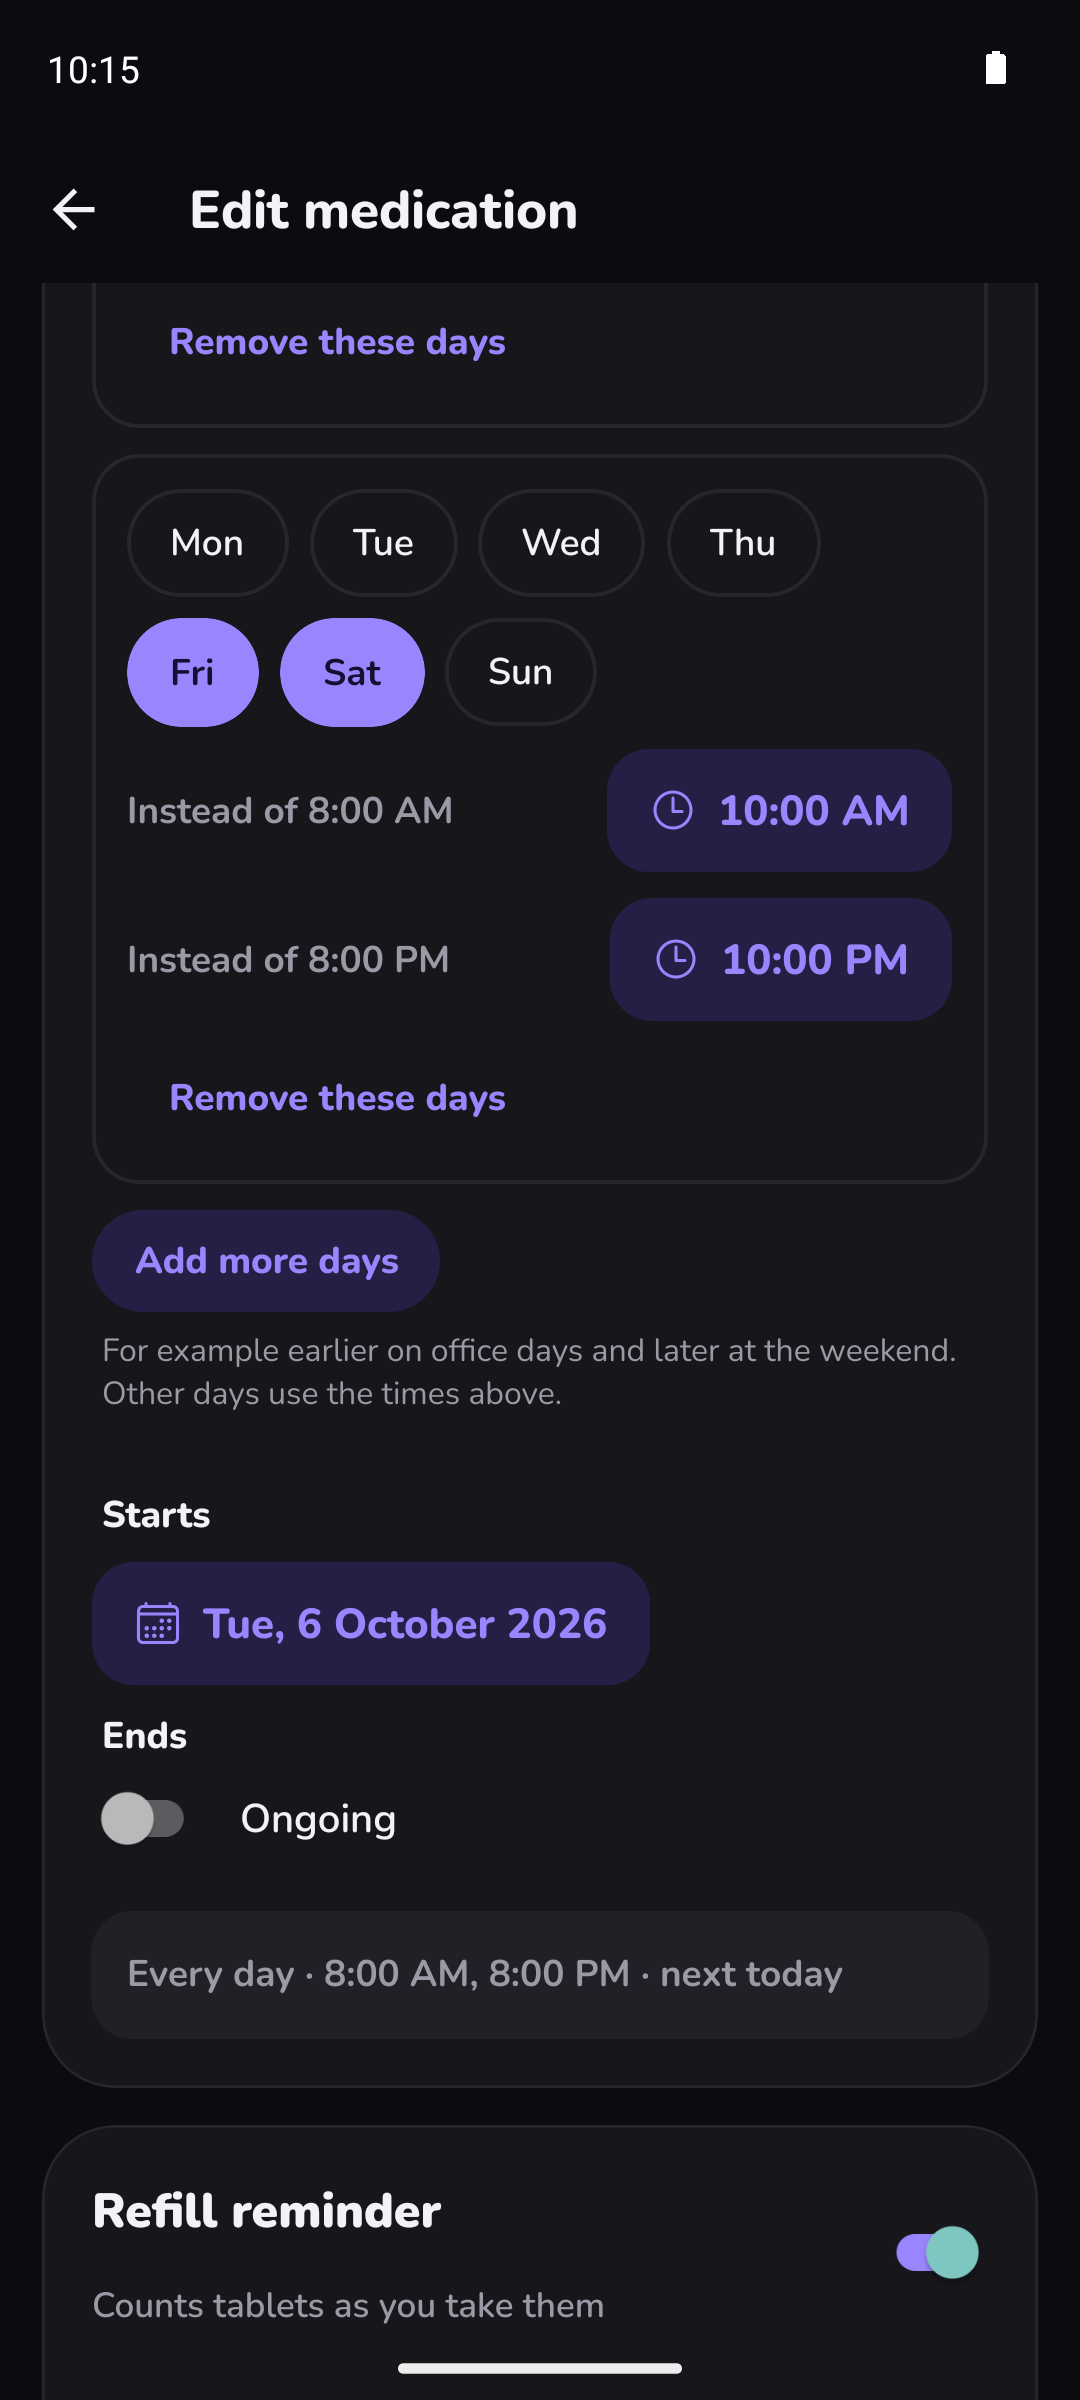 10:15
Edit medication
Remove these days
Mon
Tue
Wed
Thu
Fri
Sat
Sun
Instead of 8:00 AM
10:00 AM
Instead of 8:00 PM
10:00 PM
Remove these days
Add more days
For example earlier on office days and later at the weekend.
Other days use the times above.
Starts
Tue, 6 October 2026
Ends
Ongoing
Every day · 8:00 AM, 8:00 PM · next today
Refill reminder
Counts tablets as you take them